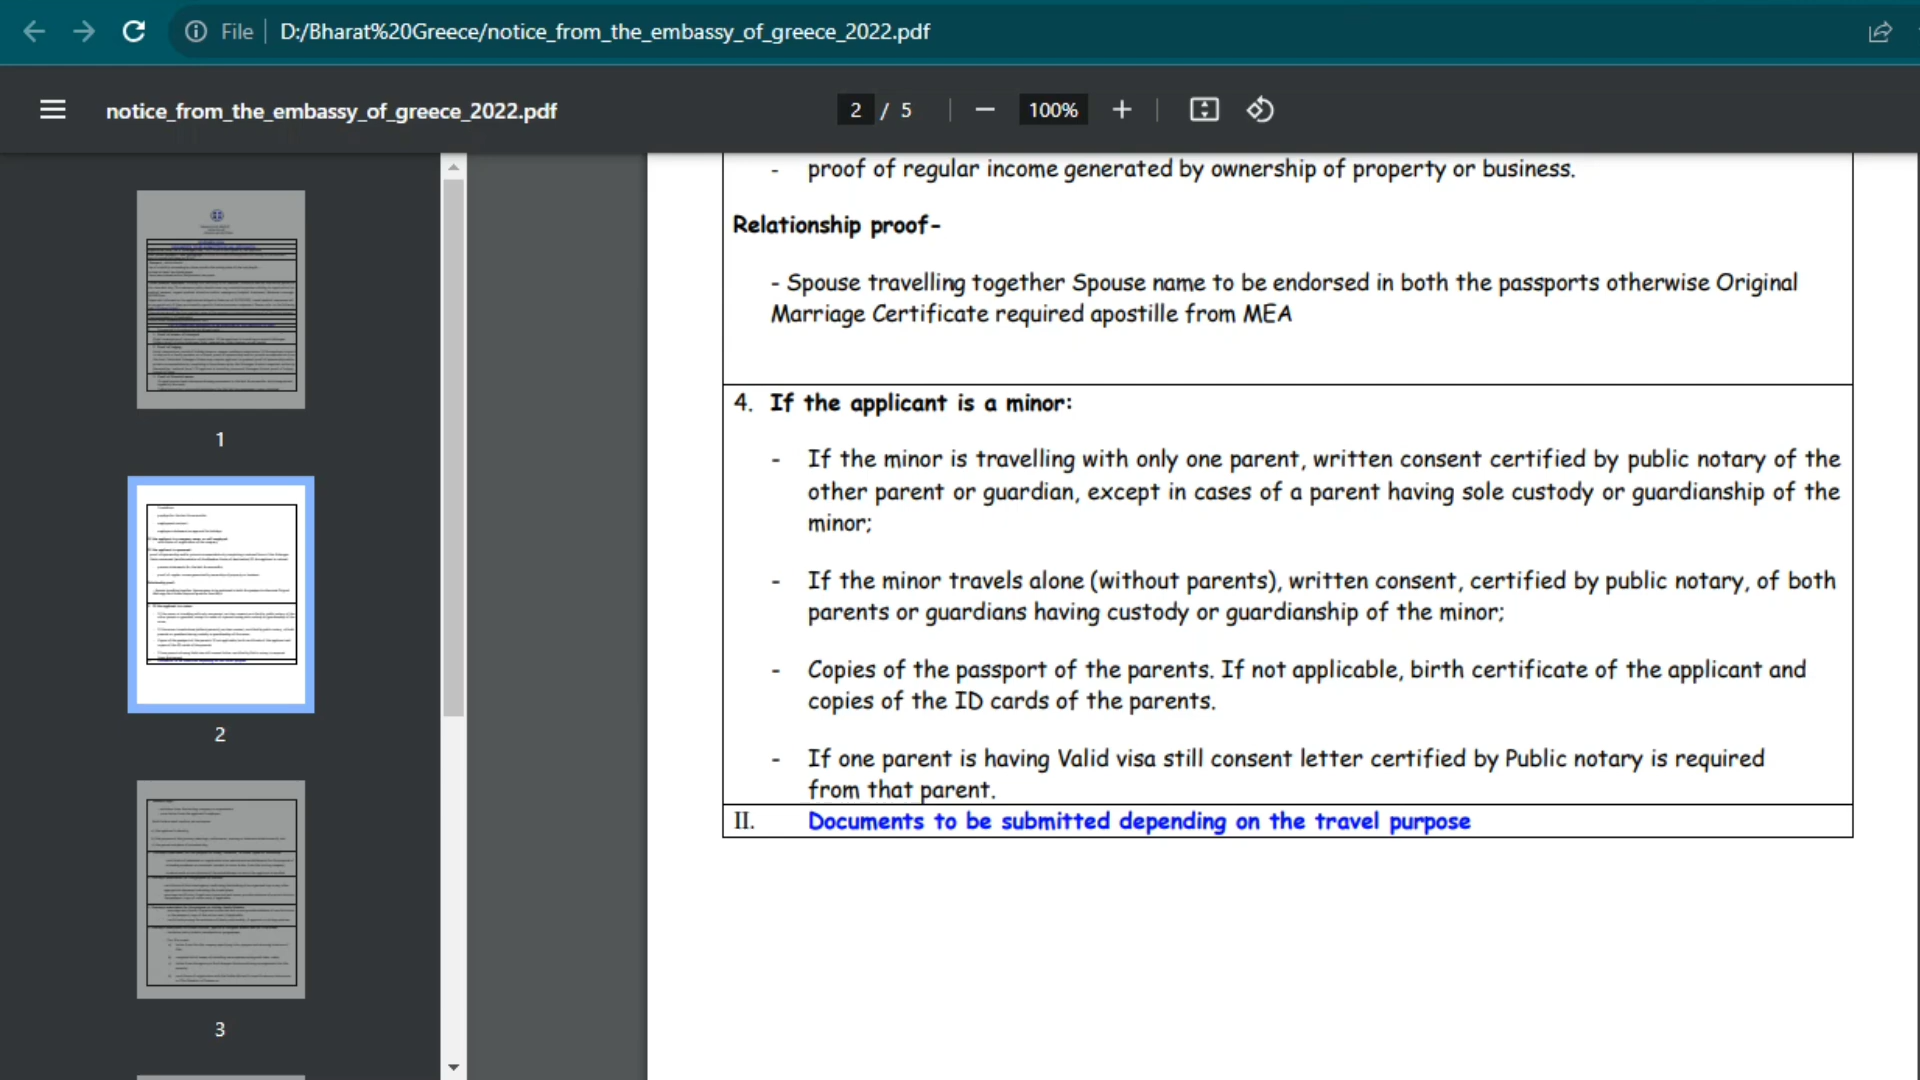 File D:/Bharat%20Greece/notice_from_the_embassy_of_greece_2022.pdf
notice_from_the_embassy_of_greece_2022.pdf
2 / 5
100%
1
2
3
- proof of regular income generated by ownership of property or business.
Relationship proof-
- Spouse travelling together Spouse name to be endorsed in both the passports otherwise Original
Marriage Certificate required apostille from MEA
4. If the applicant is a minor:
- If the minor is travelling with only one parent, written consent certified by public notary of the
other parent or guardian, except in cases of a parent having sole custody or guardianship of the
minor;
- If the minor travels alone (without parents), written consent, certified by public notary, of both
parents or guardians having custody or guardianship of the minor;
- Copies of the passport of the parents. If not applicable, birth certificate of the applicant and
copies of the ID cards of the parents.
- If one parent is having Valid visa still consent letter certified by Public notary is required
from that parent.
II. Documents to be submitted depending on the travel purpose